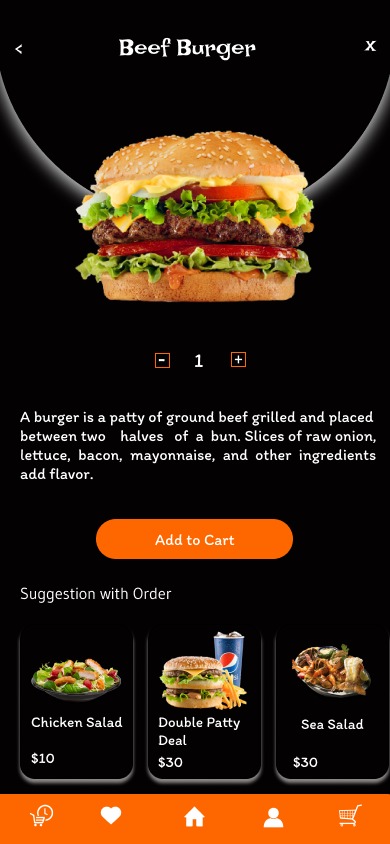 < Beef Burger x
- 1 +
A burger is a patty of ground beef grilled and placed
between two halves of a bun. Slices of raw onion,
lettuce, bacon, mayonnaise, and other ingredients
add flavor.
Add to Cart
Suggestion with Order
Chicken Salad
$10
Double Patty
Deal
$30
Sea Salad
$30